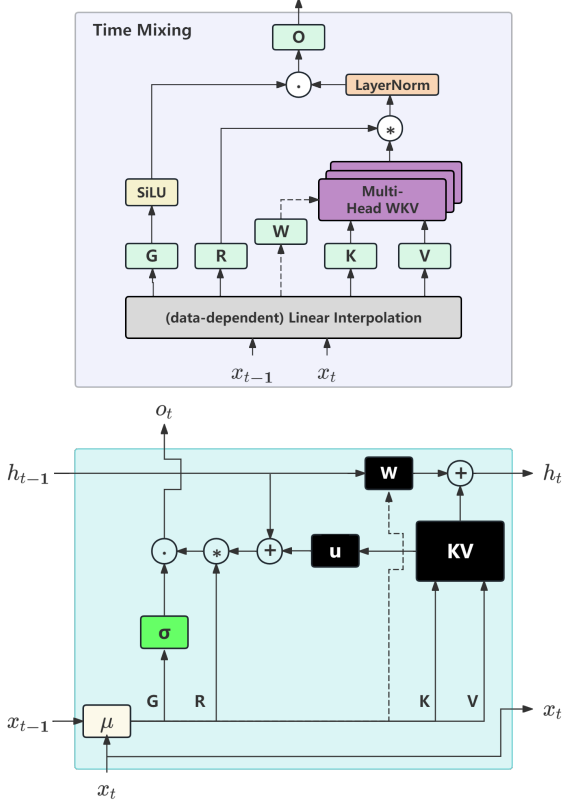 Time Mixing
O
·
LayerNorm
*
SiLU
Multi-
Head WKV
W
G
R
K
V
(data-dependent) Linear Interpolation
x_{t-1}
x_t
o_t
h_{t-1}
W
+
h_t
·
*
+
u
KV
σ
G
R
K
V
x_{t-1}
μ
x_t
x_t